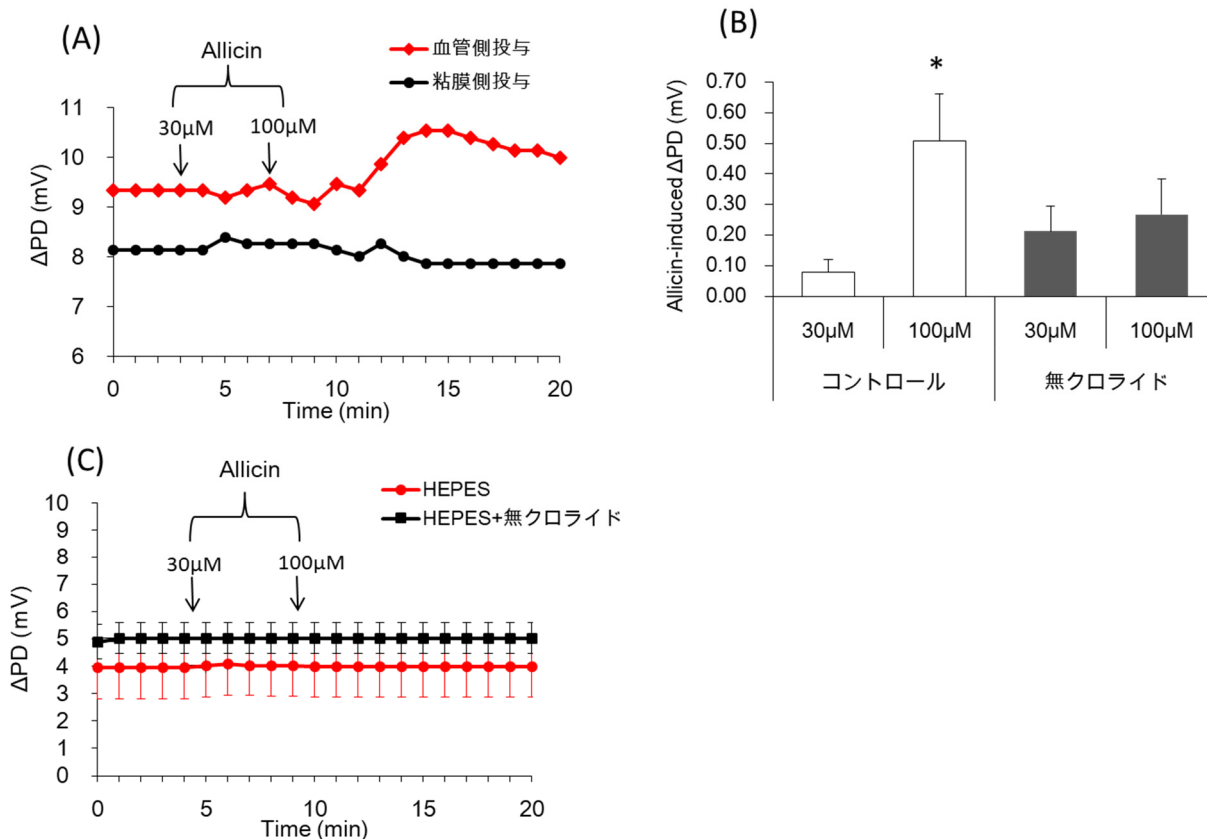 (A)
Allicin
血管側投与
粘膜側投与
30µM
100µM
11
10
9
8
7
6
ΔPD (mV)
0 5 10 15 20
Time (min)
(B)
*
Allicin-induced ΔPD (mV)
0.70
0.60
0.50
0.40
0.30
0.20
0.10
0.00
30µM 100µM 30µM 100µM
コントロール 無クロライド
(C)
Allicin
HEPES
HEPES+無クロライド
30µM
100µM
10
9
8
7
6
5
4
3
2
1
0
ΔPD (mV)
0 5 10 15 20
Time (min)